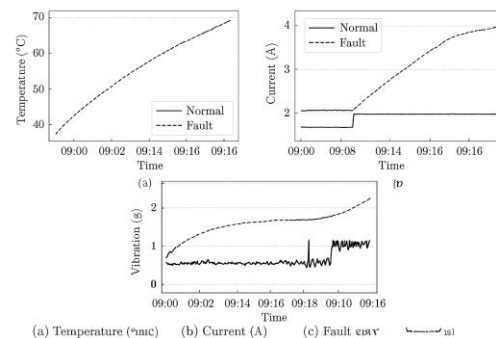 70
60
50
40
Temperature (°C)
Normal
Fault
09:00 09:02 09:14 09:16 09:16
Time
(a)
4
3
2
1
Current (A)
Normal
Fault
09:00 09:08 09:16 09:16
Time
2
1
0
Vibration (g)
09:00 09:02 09:14 09:18 09:10 09:16
Time
(a) Temperature ( (b) Current (A) (c) Fault